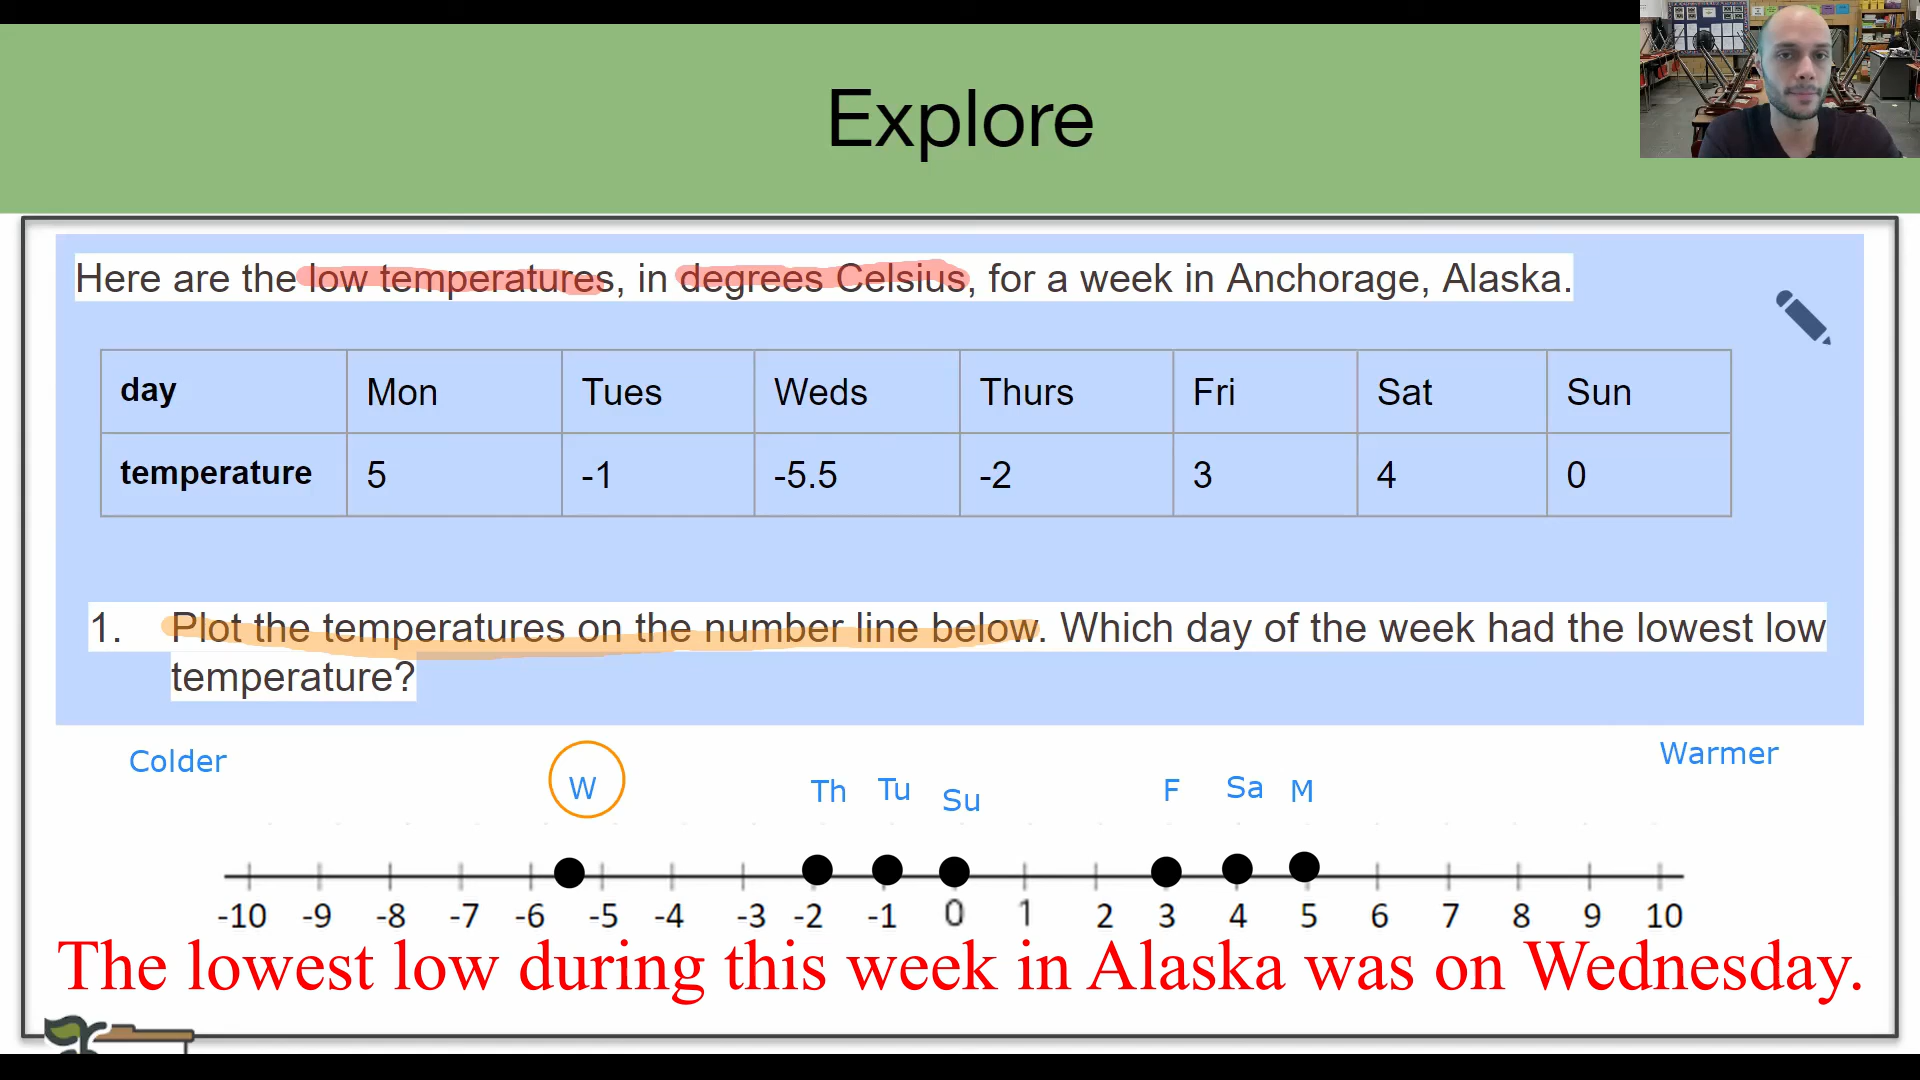 Explore
Here are the low temperatures, in degrees Celsius, for a week in Anchorage, Alaska.
day Mon Tues Weds Thurs Fri Sat Sun
temperature 5 -1 -5.5 -2 3 4 0
1. Plot the temperatures on the number line below. Which day of the week had the lowest low
temperature?
Colder Warmer
W Th Tu Su F Sa M
-10 -9 -8 -7 -6 -5 -4 -3 -2 -1 0 1 2 3 4 5 6 7 8 9 10
The lowest low during this week in Alaska was on Wednesday.